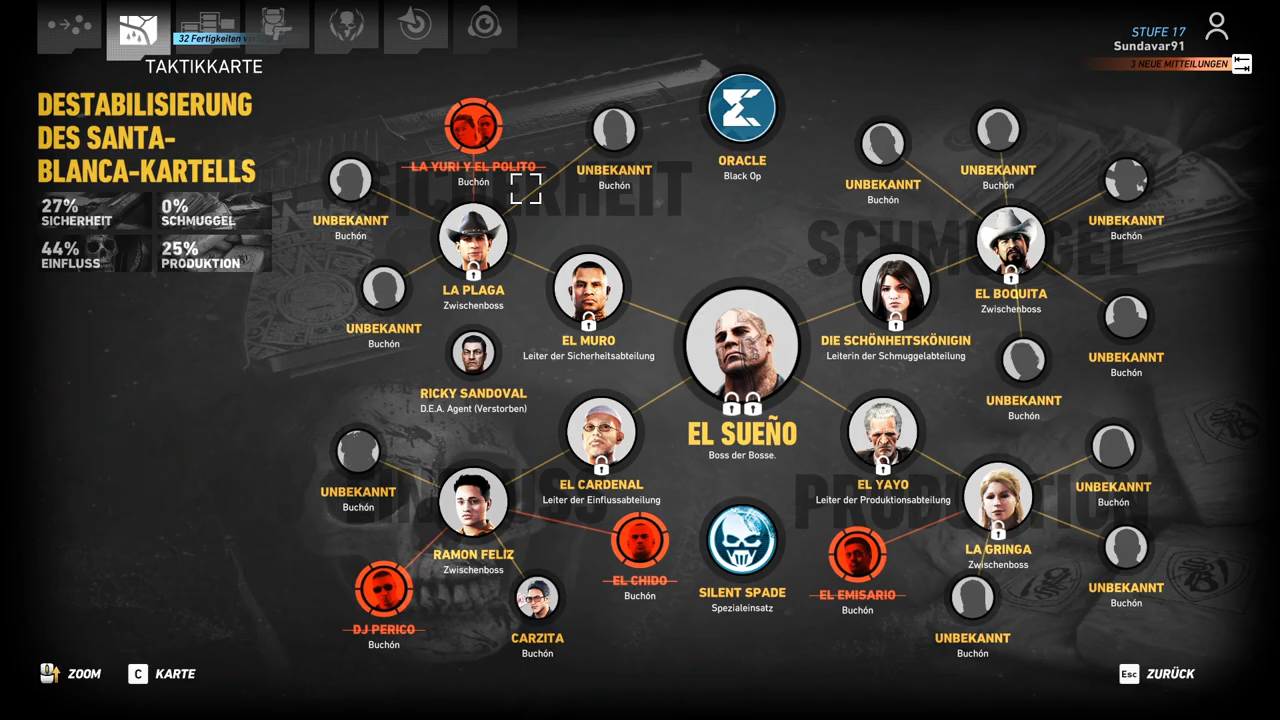 32 Fertigkeiten
TAKTIKKARTE
STUFE 17
Sundavar91
3 NEUE MITTEILUNGEN
DESTABILISIERUNG
DES SANTA-
BLANCA-KARTELLS
27%
SICHERHEIT
0%
SCHMUGGEL
44%
EINFLUSS
25%
PRODUKTION
SICHERHEIT
SCHMUGGEL
EINFLUSS
PRODUKTION
LA YURI Y EL POLITO
Buchón
UNBEKANNT
Buchón
ORACLE
Black Op
UNBEKANNT
Buchón
UNBEKANNT
Buchón
UNBEKANNT
Buchón
UNBEKANNT
Buchón
LA PLAGA
Zwischenboss
EL BOQUITA
Zwischenboss
UNBEKANNT
Buchón
EL MURO
Leiter der Sicherheitsabteilung
DIE SCHÖNHEITSKÖNIGIN
Leiterin der Schmuggelabteilung
UNBEKANNT
Buchón
RICKY SANDOVAL
D.E.A. Agent (Verstorben)
UNBEKANNT
Buchón
EL SUEÑO
Boss der Bosse.
UNBEKANNT
Buchón
EL CARDENAL
Leiter der Einflussabteilung
EL YAYO
Leiter der Produktionsabteilung
UNBEKANNT
Buchón
RAMON FELIZ
Zwischenboss
LA GRINGA
Zwischenboss
EL CHIDO
Buchón
SILENT SPADE
Spezialeinsatz
EL EMISARIO
Buchón
UNBEKANNT
Buchón
DJ PERICO
Buchón
CARZITA
Buchón
UNBEKANNT
Buchón
ZOOM
C KARTE
Esc ZURÜCK